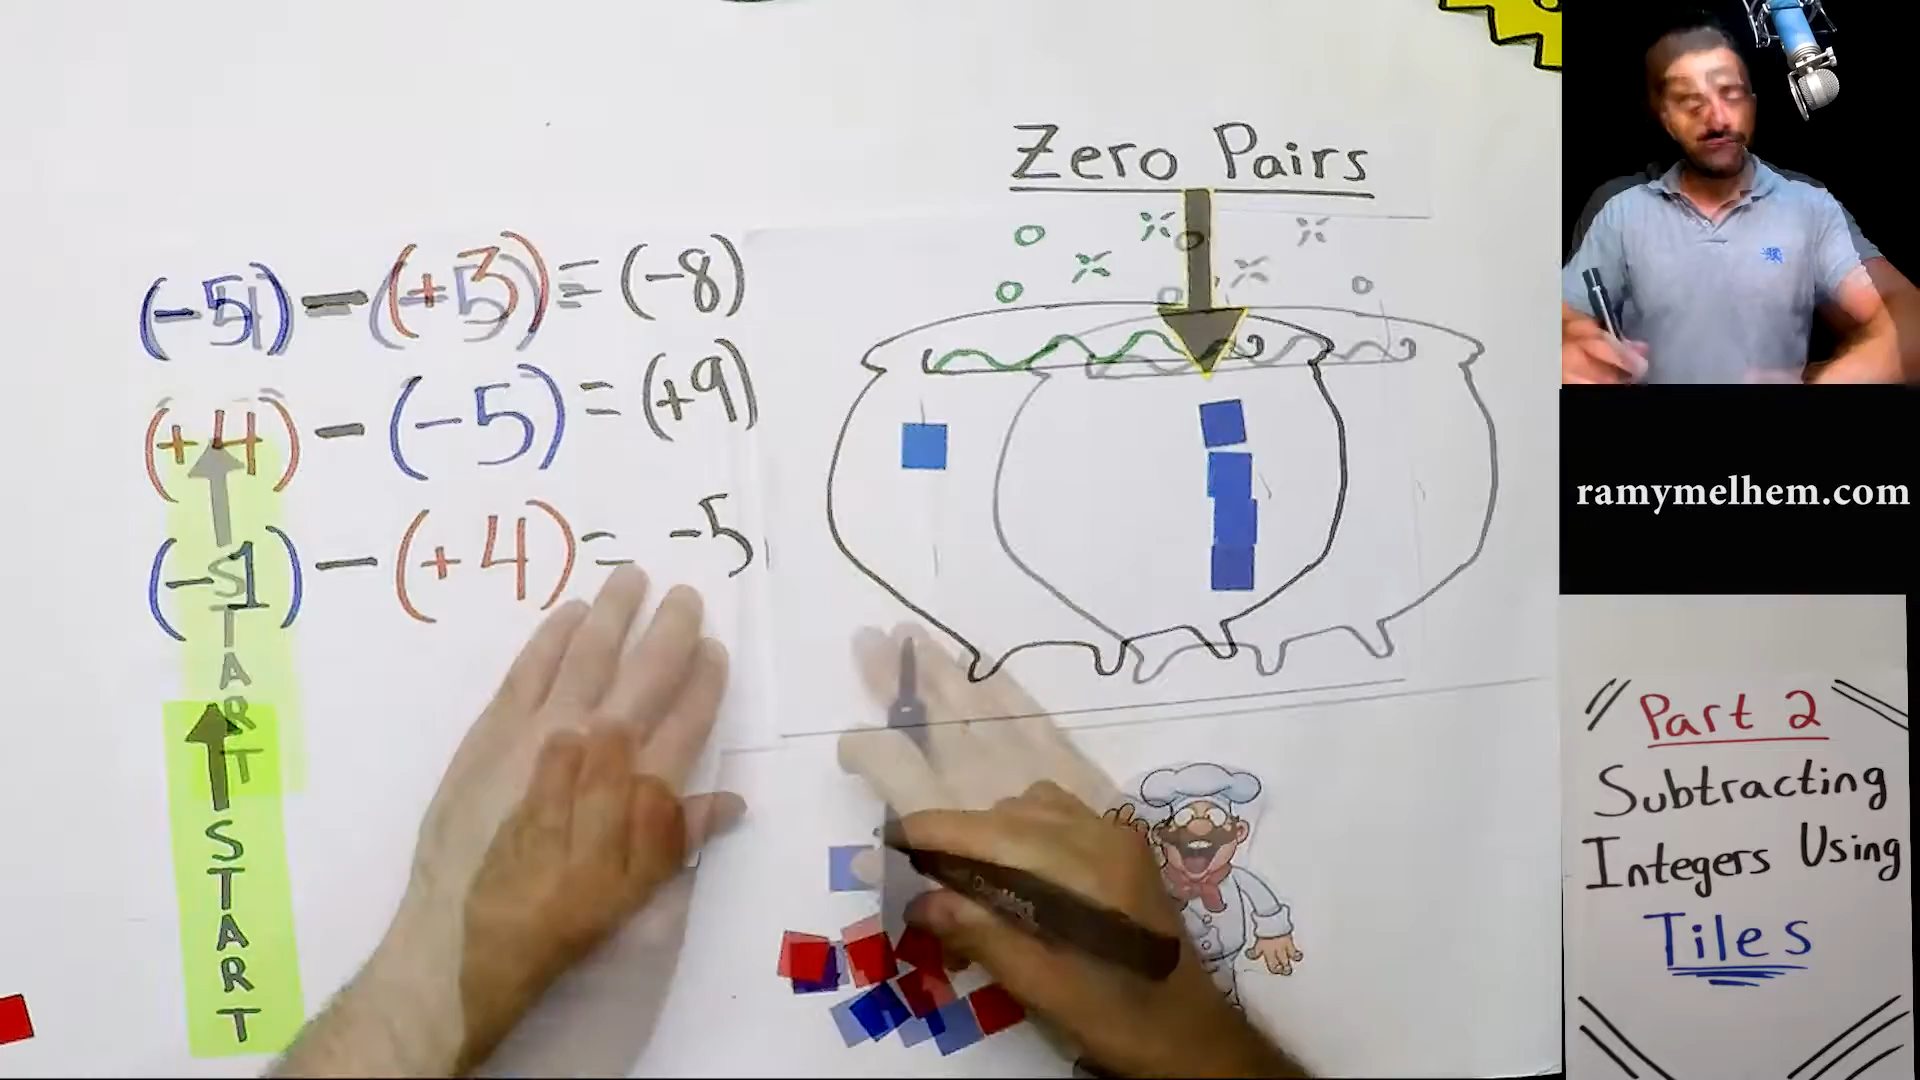 Zero Pairs
(-5) - (+3) = (-8)
(+4) - (-5) = (+9)
(-1) - (+4) = -5
START
START
ramymelhem.com
Part 2
Subtracting
Integers Using
Tiles